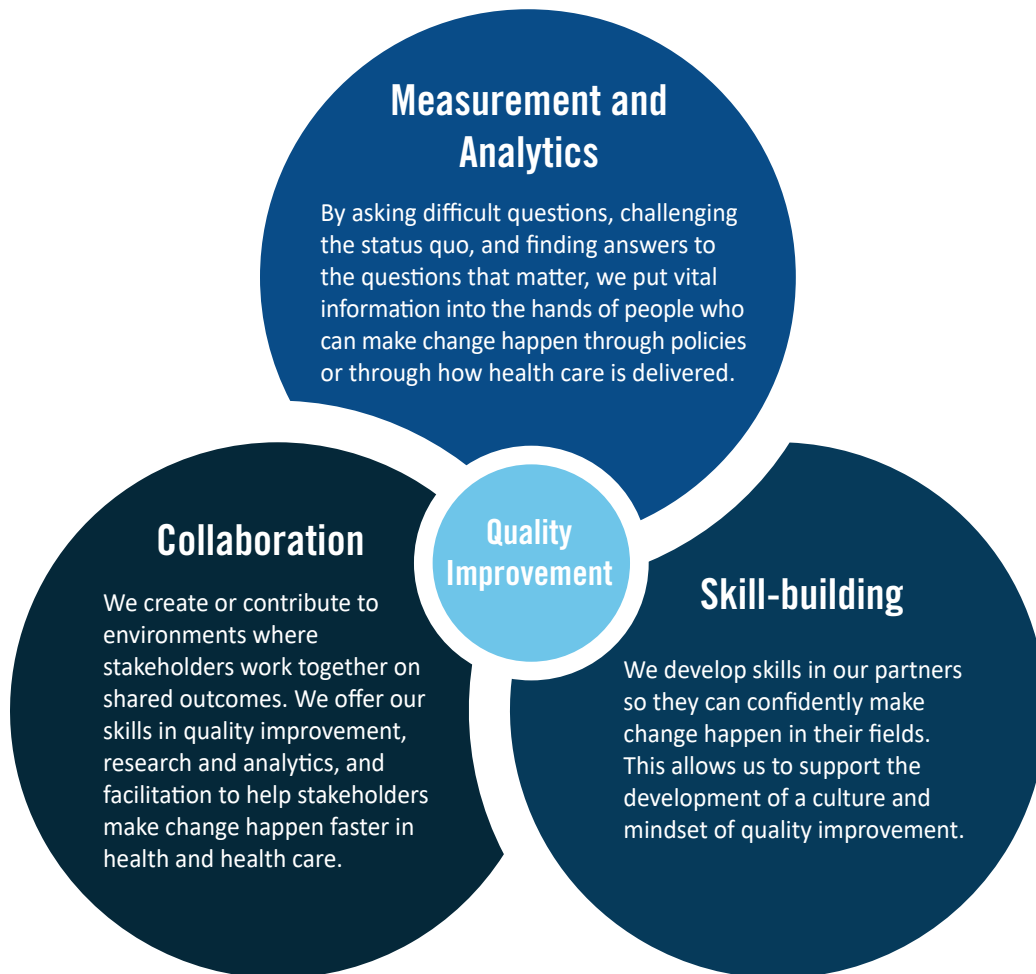 Measurement and
Analytics
By asking difficult questions, challenging
the status quo, and finding answers to
the questions that matter, we put vital
information into the hands of people who
can make change happen through policies
or through how health care is delivered.
Quality
Improvement
Collaboration
We create or contribute to
environments where
stakeholders work together on
shared outcomes. We offer our
skills in quality improvement,
research and analytics, and
facilitation to help stakeholders
make change happen faster in
health and health care.
Skill-building
We develop skills in our partners
so they can confidently make
change happen in their fields.
This allows us to support the
development of a culture and
mindset of quality improvement.